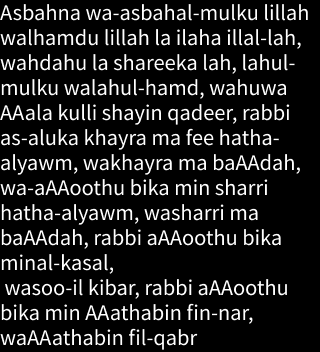 Asbahna wa-asbahal-mulku lillah
walhamdu lillah la ilaha illal-lah,
wahdahu la shareeka lah, lahul-
mulku walahul-hamd, wahuwa
AAala kulli shayin qadeer, rabbi
as-aluka khayra ma fee hatha-
alyawm, wakhayra ma baAAdah,
wa-aAAoothu bika min sharri
hatha-alyawm, washarri ma
baAAdah, rabbi aAAoothu bika
minal-kasal,
wasoo-il kibar, rabbi aAAoothu
bika min AAathabin fin-nar,
waAAathabin fil-qabr